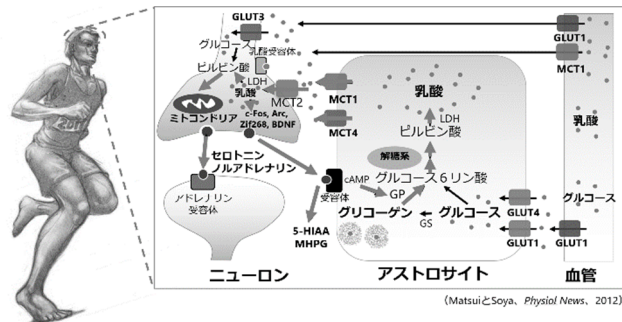 GLUT3
グルコース
乳酸受容体
ピルビン酸
LDH
乳酸
MCT2
ミトコンドリア
c-Fos, Arc,
Zif268, BDNF
セロトニン
ノルアドレナリン
アドレナリン
受容体
5-HIAA
MHPG
受容体
cAMP
MCT1
MCT4
乳酸
LDH
ピルビン酸
解糖系
グルコース6リン酸
GP
グリコーゲン
GS
グルコース
GLUT4
GLUT1
GLUT1
GLUT1
MCT1
乳酸
グルコース
ニューロン
アストロサイト
血管
(MatsuiとSoya、Physiol News、2012)